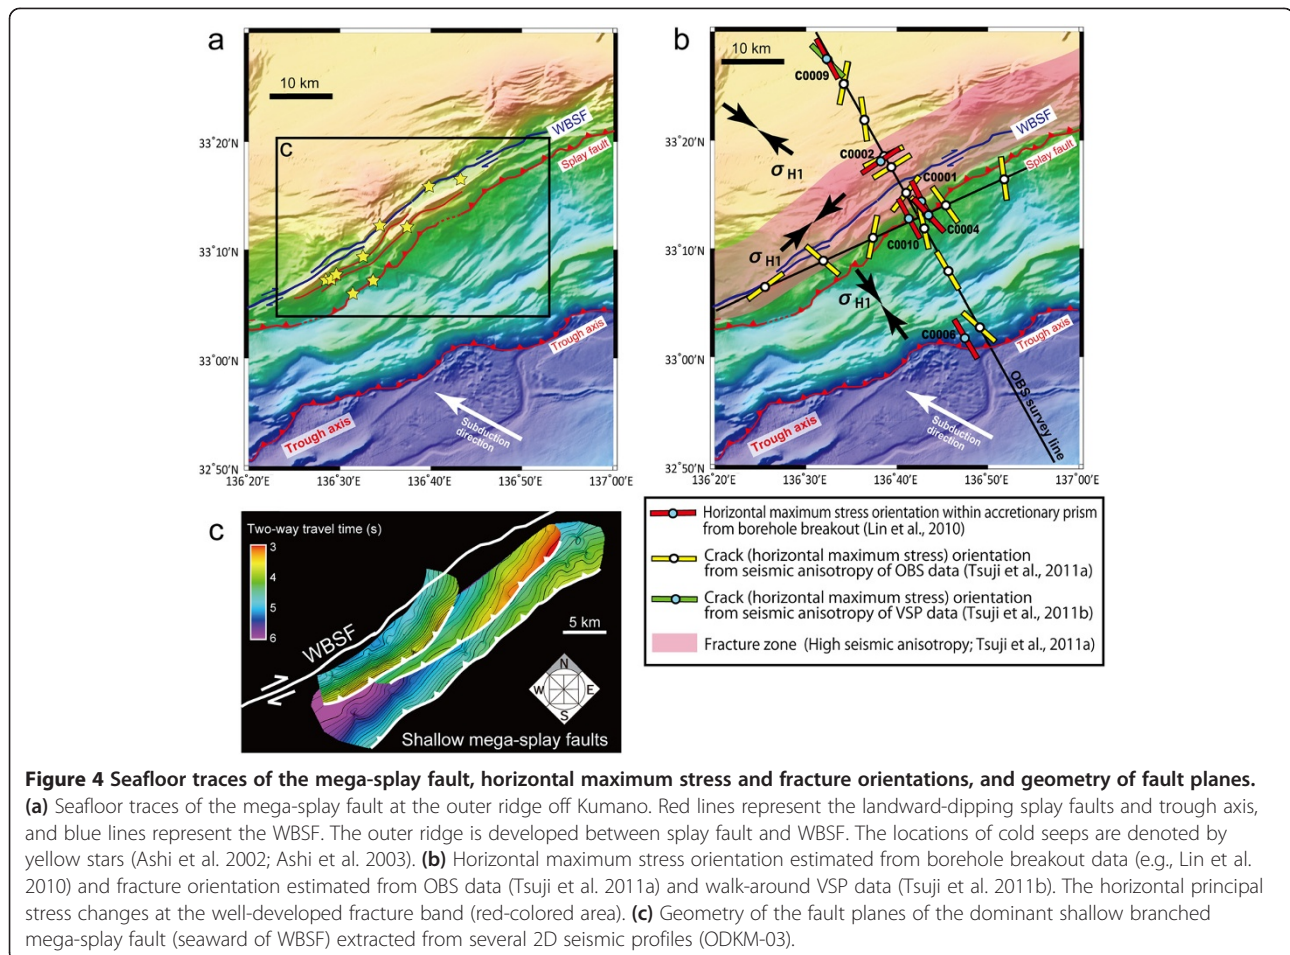 a
10 km
33°20'N
33°10'N
33°00'N
32°50'N
136°20'E
136°30'E
136°40'E
136°50'E
137°00'E
C
WBSF
Splay fault
Trough axis
Trough axis
Subduction
direction
b
10 km
33°20'N
33°10'N
33°00'N
32°50'N
136°20'E
136°30'E
136°40'E
136°50'E
137°00'E
C0009
C0002
C0001
C0004
C0010
C0006
σH1
σH1
σH1
WBSF
Splay fault
Trough axis
Trough axis
Subduction
direction
OBS survey line
Horizontal maximum stress orientation within accretionary prism
from borehole breakout (Lin et al., 2010)
Crack (horizontal maximum stress) orientation
from seismic anisotropy of OBS data (Tsuji et al., 2011a)
Crack (horizontal maximum stress) orientation
from seismic anisotropy of VSP data (Tsuji et al., 2011b)
Fracture zone (High seismic anisotropy; Tsuji et al., 2011a)
c
Two-way travel time (s)
3
4
5
6
WBSF
5 km
N
W
E
S
Shallow mega-splay faults
Figure 4 Seafloor traces of the mega-splay fault, horizontal maximum stress and fracture orientations, and geometry of fault planes.
(a) Seafloor traces of the mega-splay fault at the outer ridge off Kumano. Red lines represent the landward-dipping splay faults and trough axis,
and blue lines represent the WBSF. The outer ridge is developed between splay fault and WBSF. The locations of cold seeps are denoted by
yellow stars (Ashi et al. 2002; Ashi et al. 2003). (b) Horizontal maximum stress orientation estimated from borehole breakout data (e.g., Lin et al.
2010) and fracture orientation estimated from OBS data (Tsuji et al. 2011a) and walk-around VSP data (Tsuji et al. 2011b). The horizontal principal
stress changes at the well-developed fracture band (red-colored area). (c) Geometry of the fault planes of the dominant shallow branched
mega-splay fault (seaward of WBSF) extracted from several 2D seismic profiles (ODKM-03).